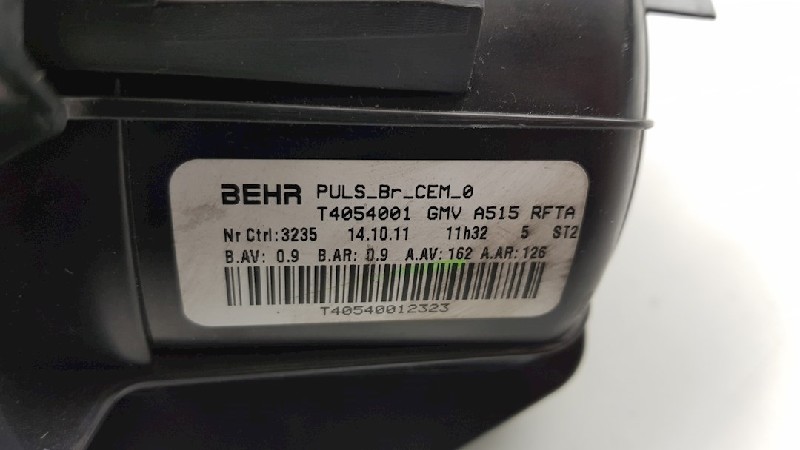 BEHR PULS_Br_CEM_0
T4054001 GMV A515 RFTA
Nr Ctrl:3235 14.10.11 11h32 5 ST2
B.AV: 0.9 B.AR: 0.9 A.AV: 162 A.AR: 126
T40540012323